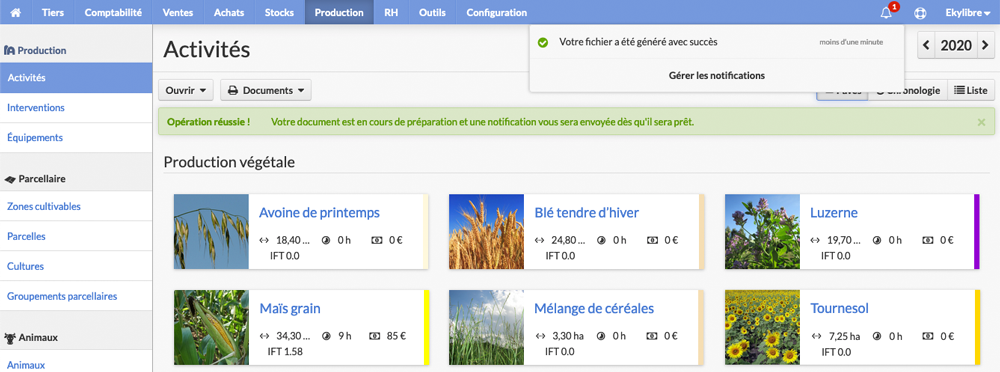 Tiers Comptabilité Ventes Achats Stocks Production RH Outils Configuration 1 Ekylibre
Production
Activités
Interventions
Équipements
Parcellaire
Zones cultivables
Parcelles
Cultures
Groupements parcellaires
Animaux
Animaux
Activités
Votre fichier a été généré avec succès moins d'une minute
Gérer les notifications
2020
Ouvrir Documents
Chronologie Liste
Opération réussie ! Votre document est en cours de préparation et une notification vous sera envoyée dès qu'il sera prêt. ×
Production végétale
Avoine de printemps
18,40 ... 0 h 0 €
IFT 0.0
Blé tendre d'hiver
24,80 ... 0 h 0 €
IFT 0.0
Luzerne
19,70 ... 0 h 0 €
IFT 0.0
Maïs grain
34,30 ... 9 h 85 €
IFT 1.58
Mélange de céréales
3,30 ha 0 h 0 €
IFT 0.0
Tournesol
7,25 ha 0 h 0 €
IFT 0.0